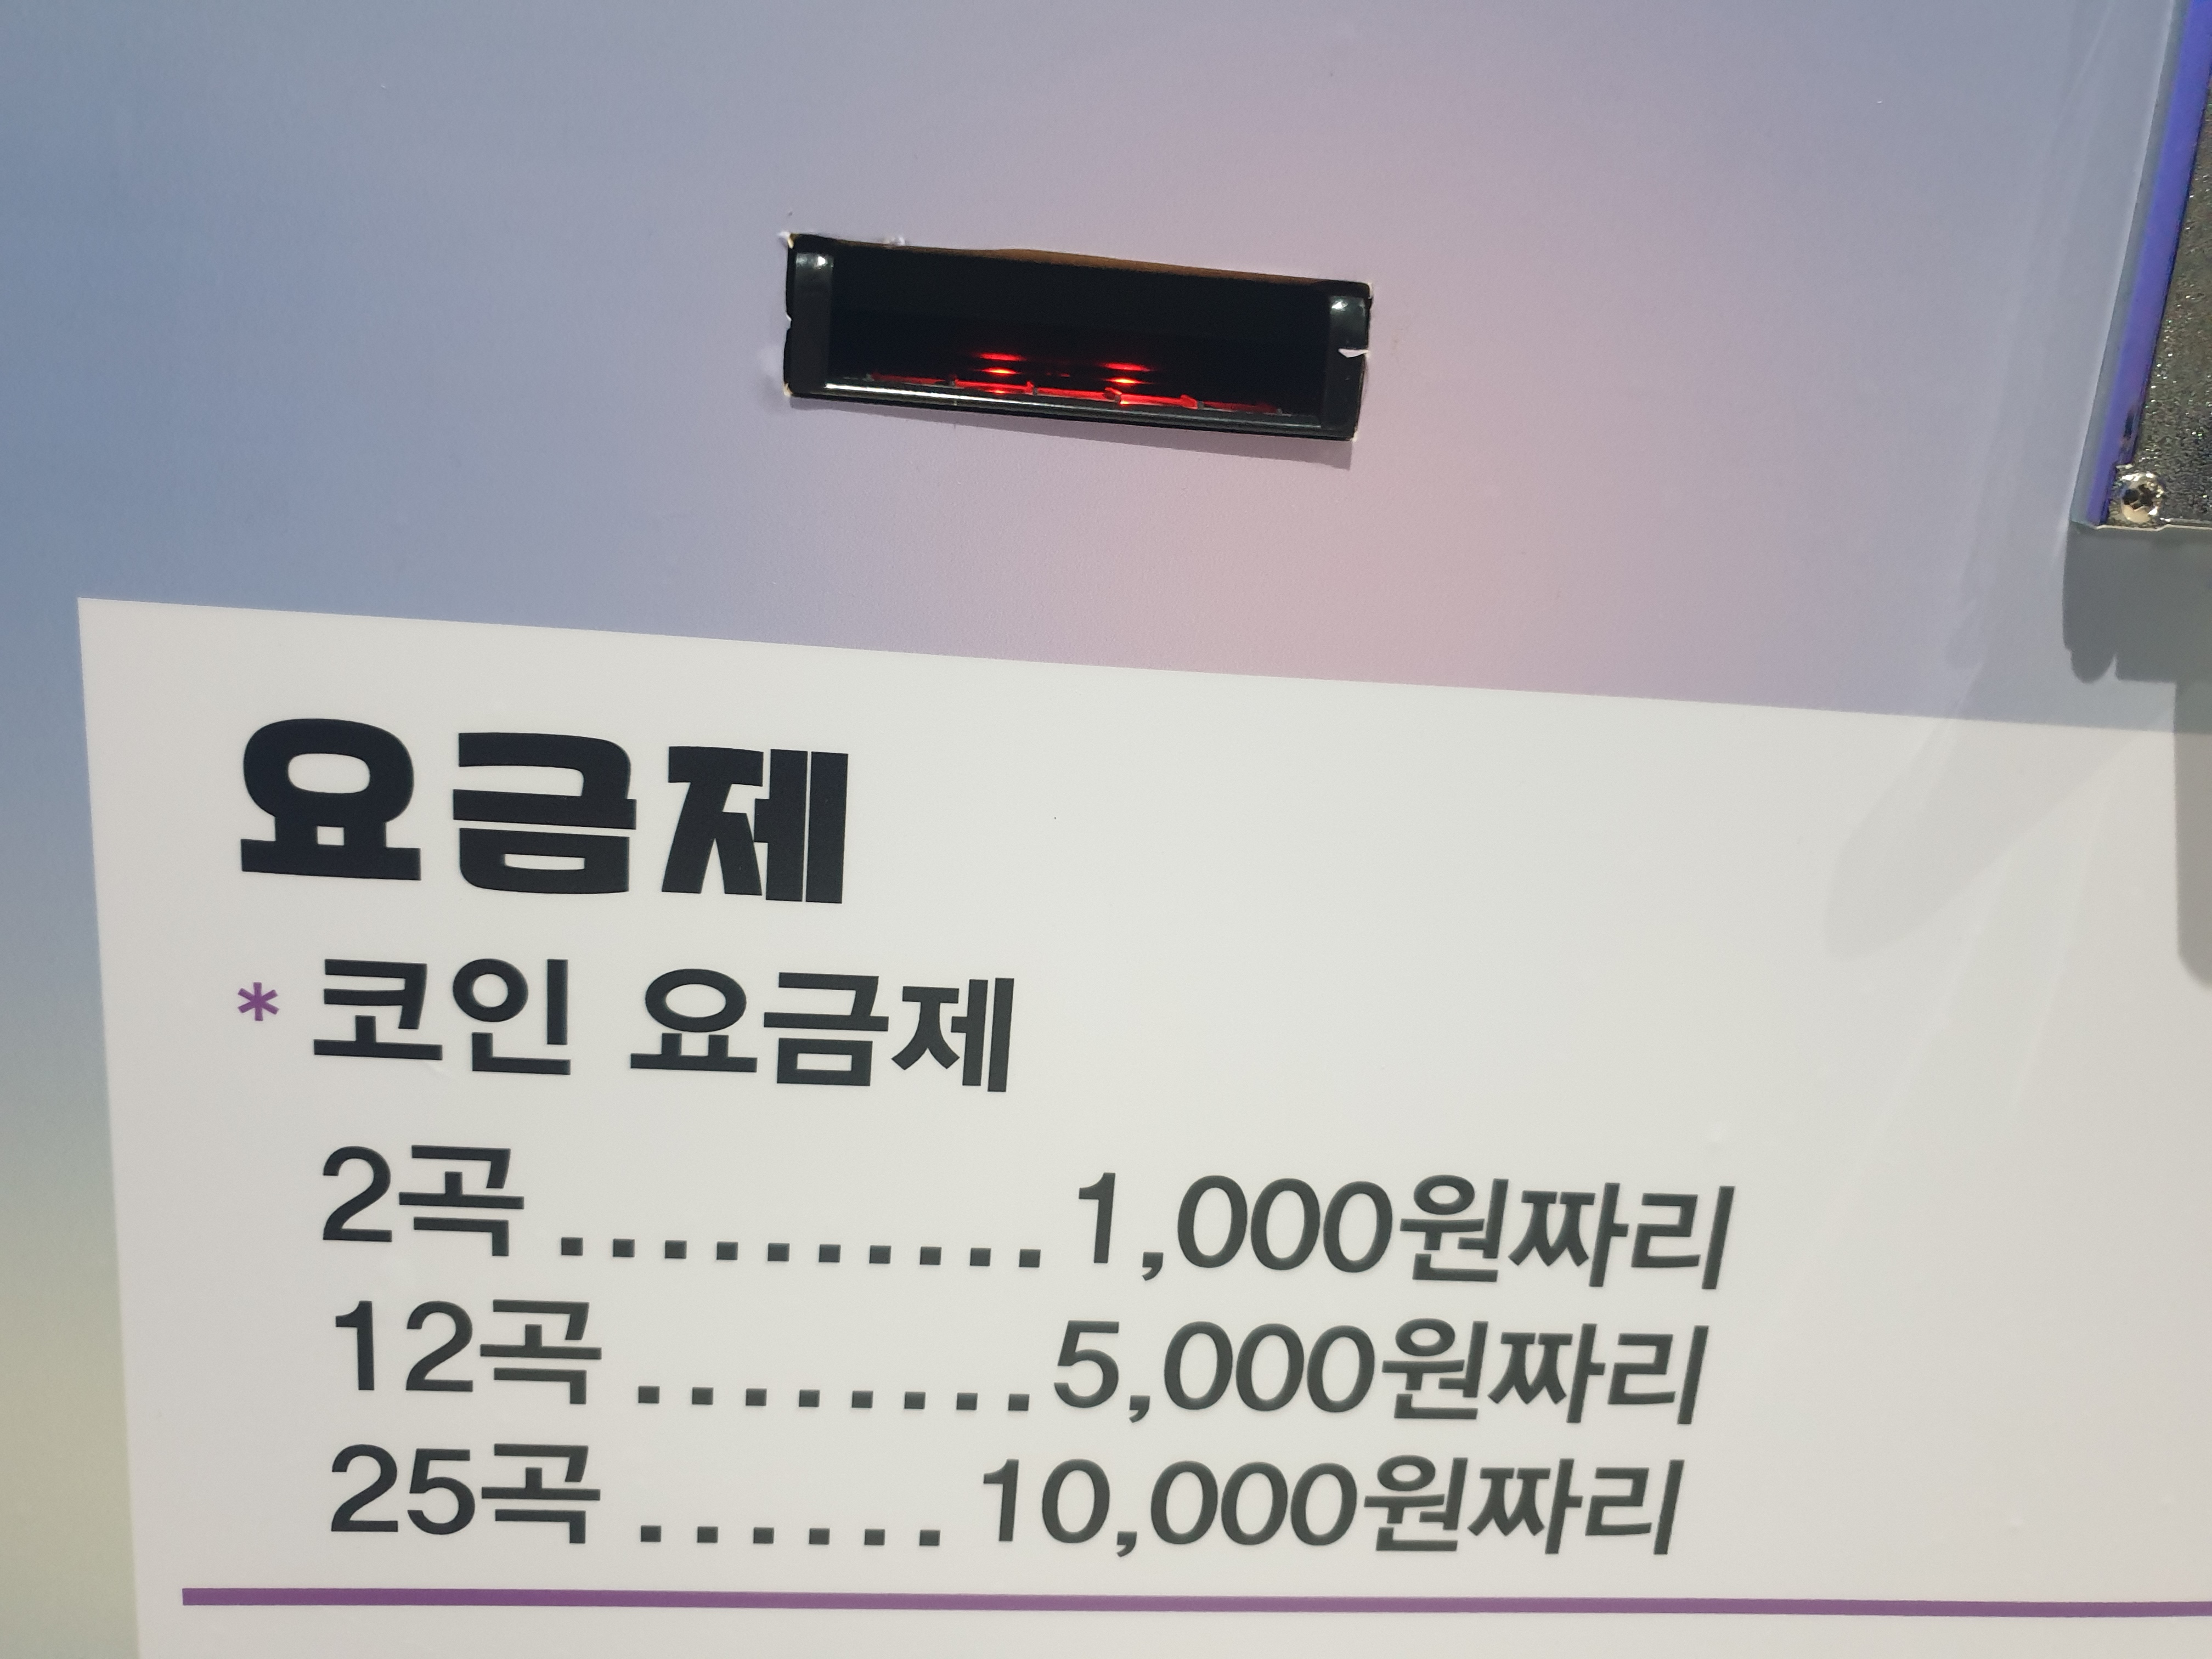 요금제
* 코인 요금제
2곡 .......... 1,000원짜리
12곡 ........ 5,000원짜리
25곡 ...... 10,000원짜리